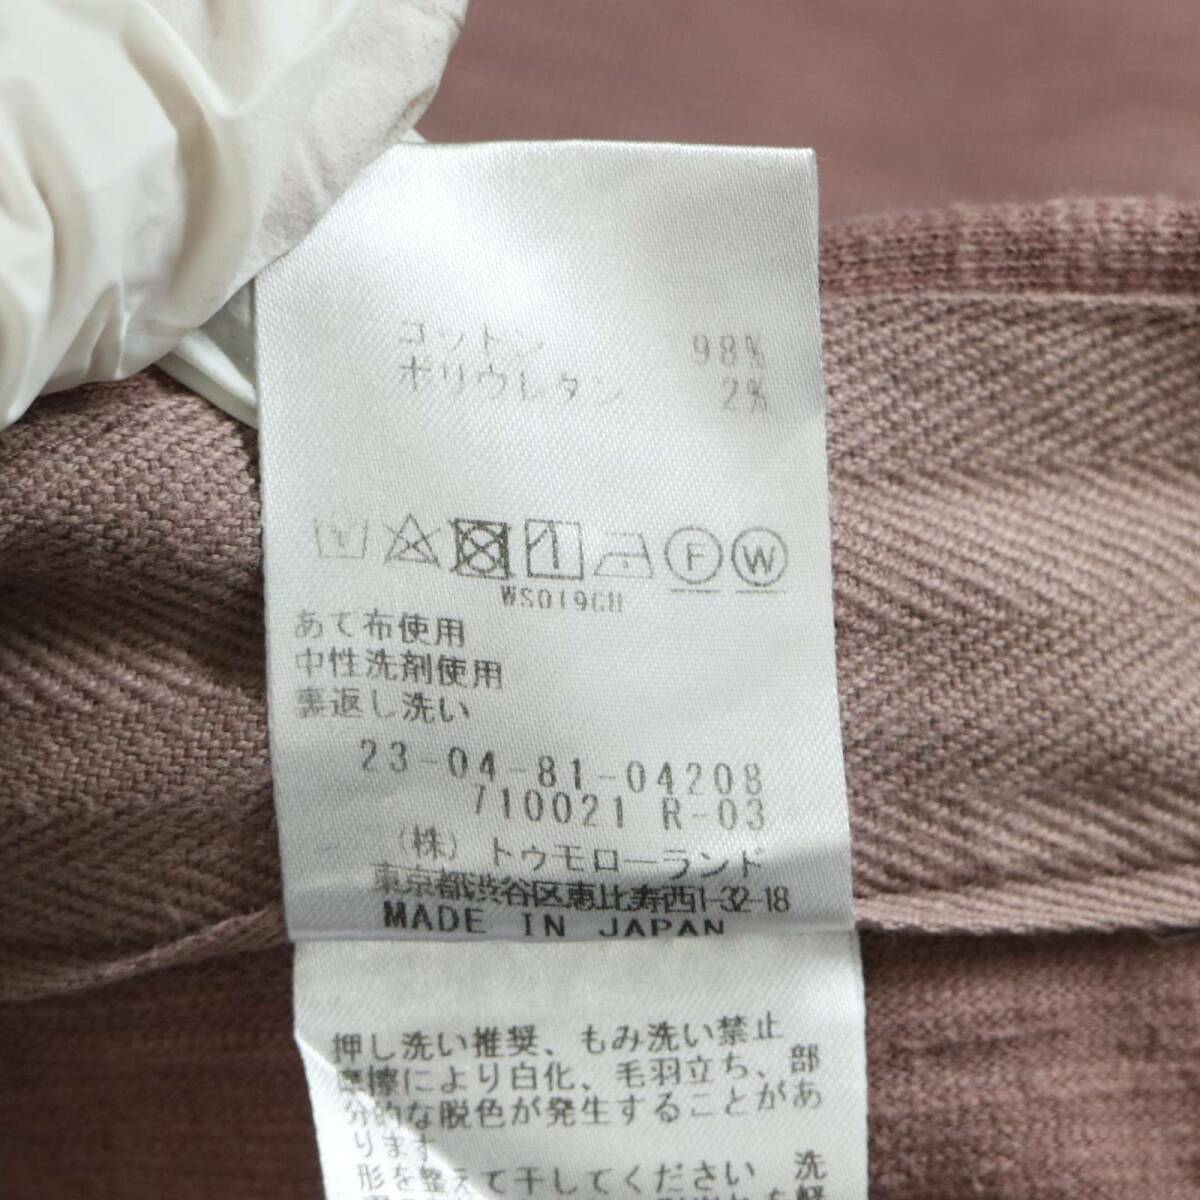 コットン 98%
ポリウレタン 2%
F W
WS019CH
あて布使用
中性洗剤使用
裏返し洗い
23-04-81-04208
710021 R-03
(株)トゥモローランド
東京都渋谷区恵比寿西1-32-18
MADE IN JAPAN
押し洗い推奨、もみ洗い禁止
摩擦により白化、毛羽立ち、部
分的な脱色が発生することがあ
ります
形を整えて干してください 洗